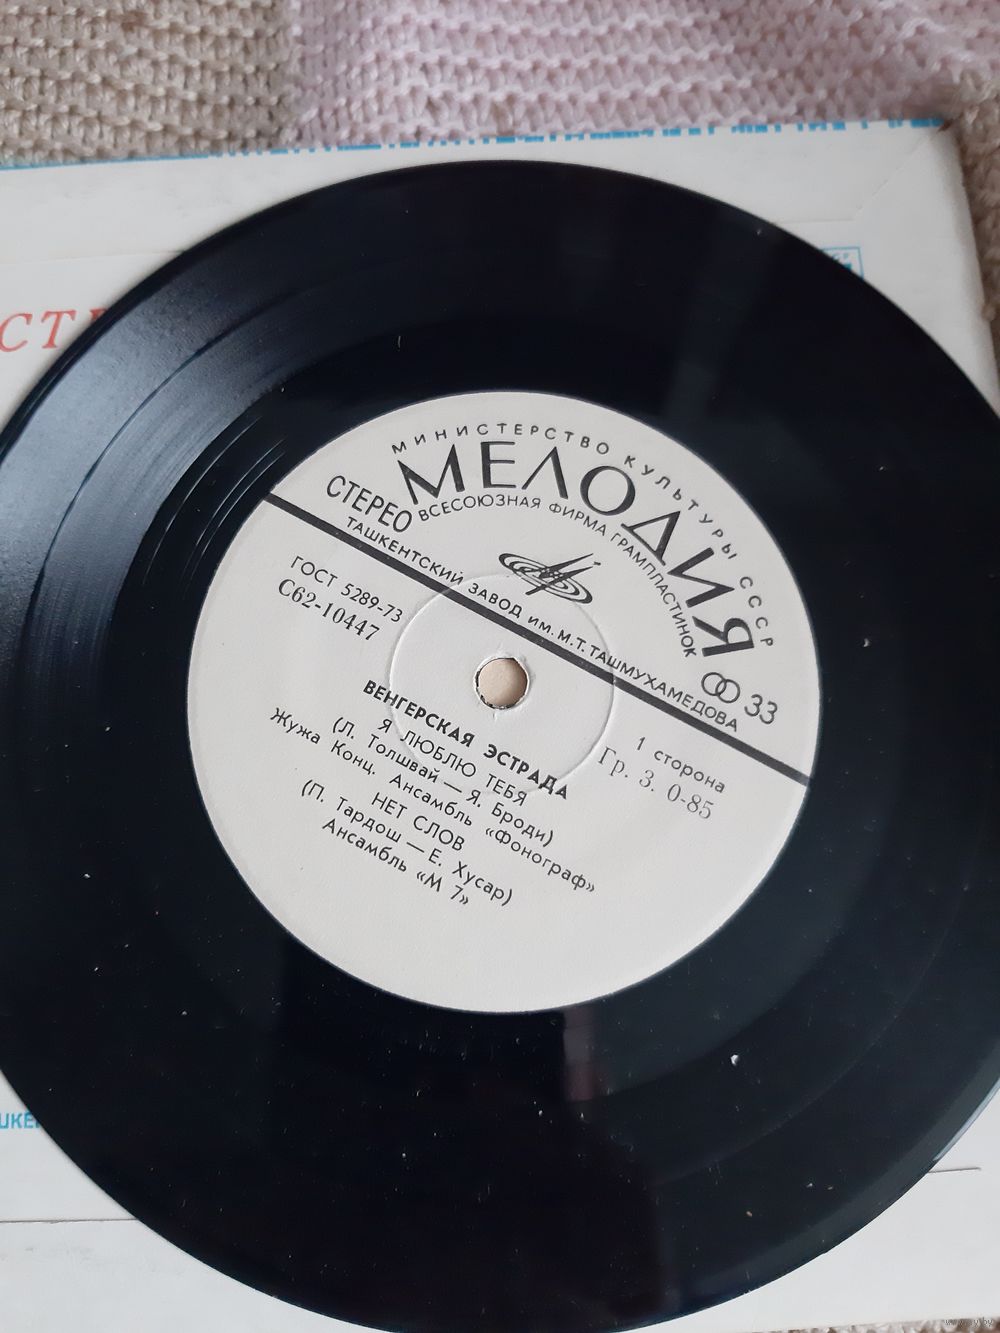 МИНИСТЕРСТВО КУЛЬТУРЫ СССР
МЕЛОДИЯ
ВСЕСОЮЗНАЯ ФИРМА ГРАМПЛАСТИНОК
СТЕРЕО
33
ТАШКЕНТСКИЙ ЗАВОД ИМ. М.Т.ТАШМУХАМЕДОВА
ГОСТ 5289-73
С62-10447
1 сторона
Гр. 3. 0-85
ВЕНГЕРСКАЯ ЭСТРАДА
Я ЛЮБЛЮ ТЕБЯ
(Л. Толшвай — Я. Броди)
Жужа Конц. Ансамбль «Фонограф»
НЕТ СЛОВ
(П. Тардош — Е. Хусар)
Ансамбль «М 7»